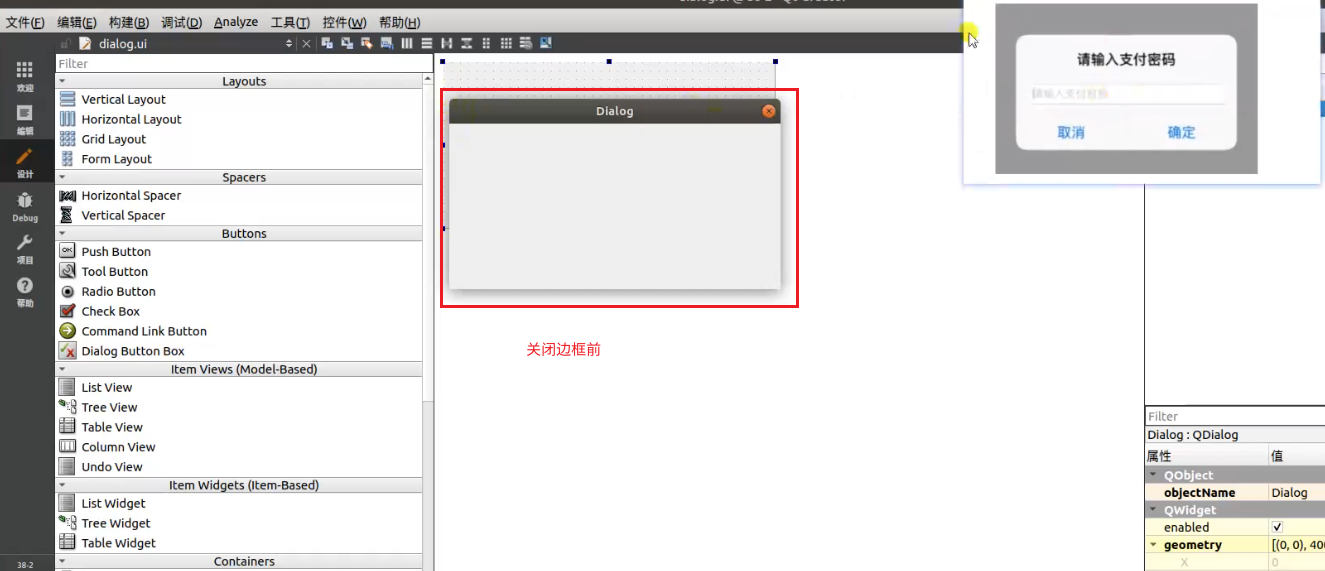 文件(F) 编辑(E) 构建(B) 调试(D) Analyze 工具(T) 控件(W) 帮助(H)
dialog.ui
欢迎
编辑
设计
Debug
项目
帮助
38-2
Filter
Layouts
Vertical Layout
Horizontal Layout
Grid Layout
Form Layout
Spacers
Horizontal Spacer
Vertical Spacer
Buttons
Push Button
Tool Button
Radio Button
Check Box
Command Link Button
Dialog Button Box
Item Views (Model-Based)
List View
Tree View
Table View
Column View
Undo View
Item Widgets (Item-Based)
List Widget
Tree Widget
Table Widget
Containers
Dialog
关闭边框前
请输入支付密码
请输入支付密码
取消 确定
Filter
Dialog : QDialog
属性 值
QObject
objectName Dialog
QWidget
enabled
geometry [(0, 0), 40
X 0